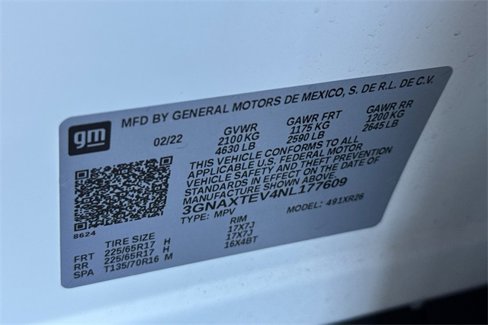 gm
MFD BY GENERAL MOTORS DE MEXICO, S. DE R.L. DE C.V.
02/22 GVWR GAWR FRT GAWR RR
2100 KG 1175 KG 1200 KG
4630 LB 2590 LB 2645 LB
THIS VEHICLE CONFORMS TO ALL
APPLICABLE U.S. FEDERAL MOTOR
VEHICLE SAFETY AND THEFT PREVENTION
STANDARDS IN EFFECT ON THE DATE OF
MANUFACTURE SHOWN ABOVE.
3GNAXTEV4NL177609
TYPE: MPV MODEL: 491XR26
8624
TIRE SIZE RIM
FRT 225/65R17 H 17X7J
RR 225/65R17 H 17X7J
SPA T135/70R16 M 16X4BT